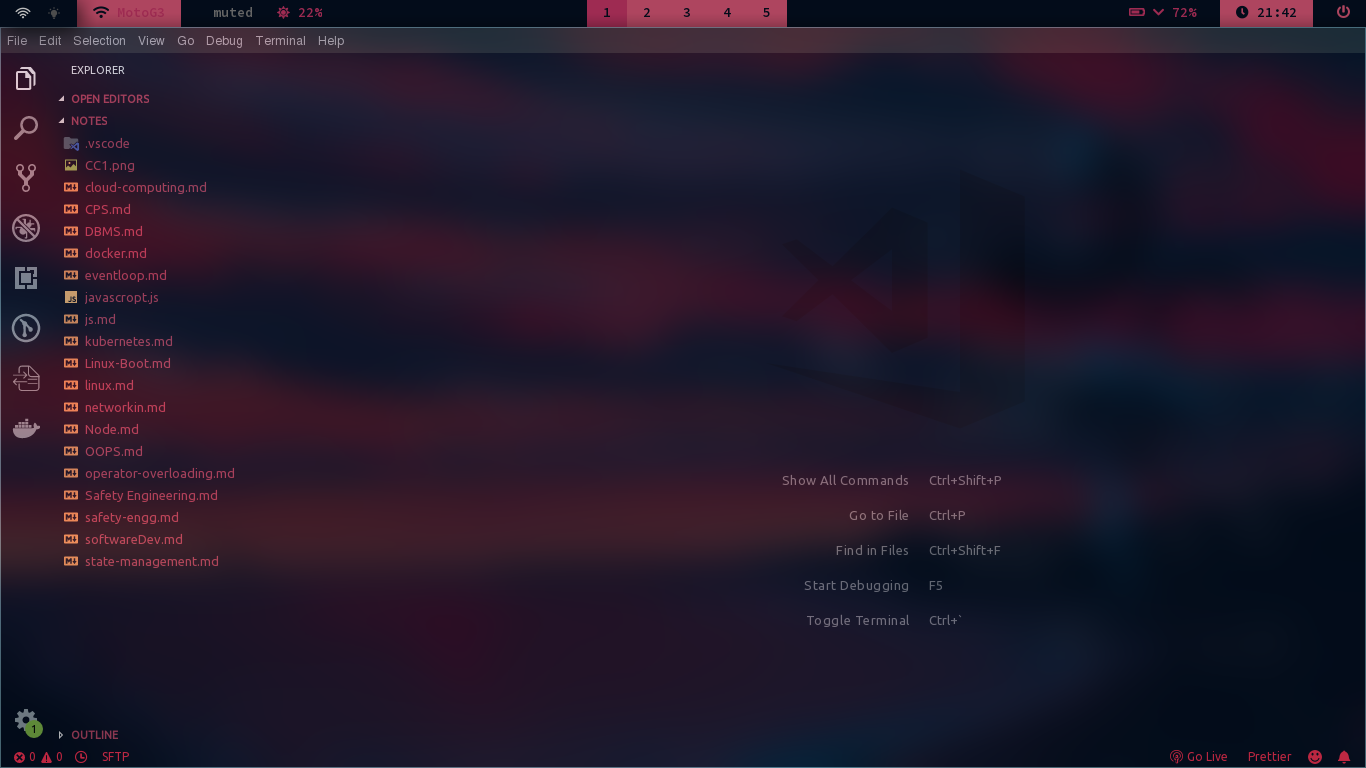 MotoG3 muted 22% 1 2 3 4 5 72% 21:42
File Edit Selection View Go Debug Terminal Help
EXPLORER
OPEN EDITORS
NOTES
.vscode
CC1.png
cloud-computing.md
CPS.md
DBMS.md
docker.md
eventloop.md
JS javascropt.js
js.md
kubernetes.md
Linux-Boot.md
linux.md
networkin.md
Node.md
OOPS.md
operator-overloading.md
Safety Engineering.md
safety-engg.md
softwareDev.md
state-management.md
Show All Commands Ctrl+Shift+P
Go to File Ctrl+P
Find in Files Ctrl+Shift+F
Start Debugging F5
Toggle Terminal Ctrl+`
1
OUTLINE
0 0 SFTP Go Live Prettier